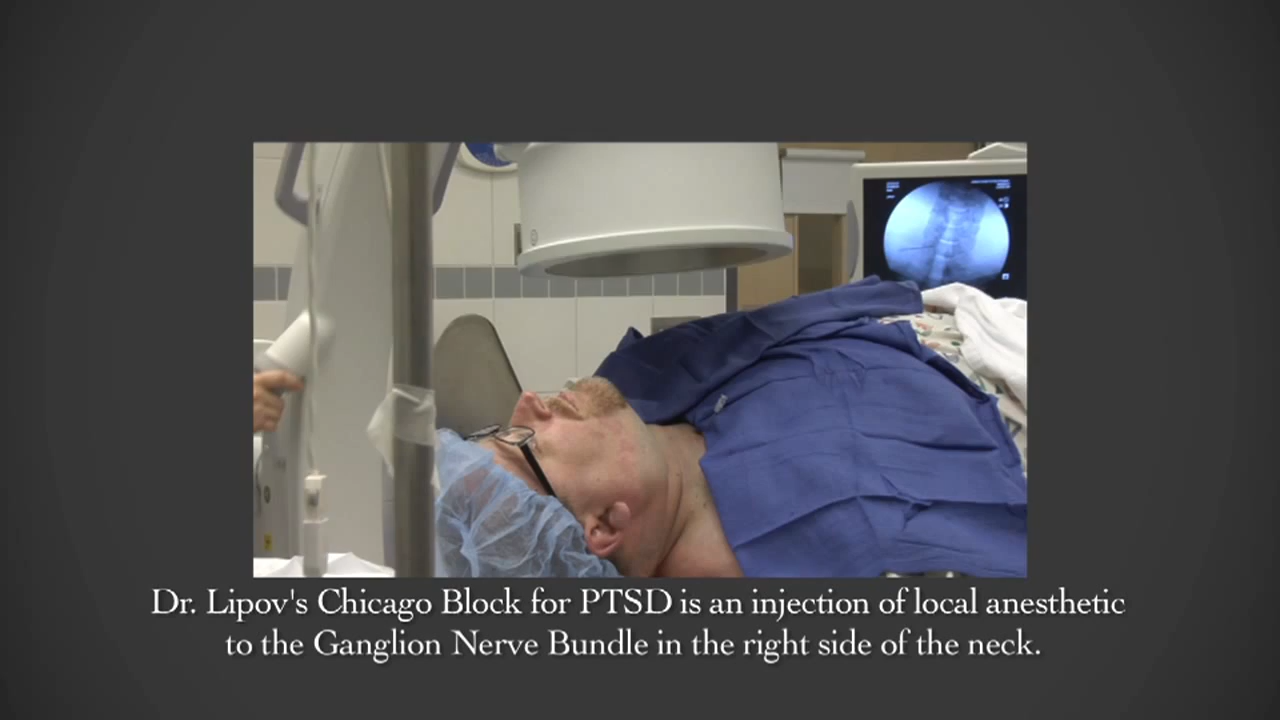 Dr. Lipov's Chicago Block for PTSD is an injection of local anesthetic
to the Ganglion Nerve Bundle in the right side of the neck.